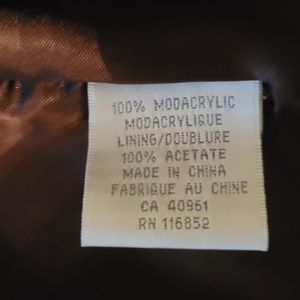 100% MODACRYLIC
MODACRYLIQUE
LINING/DOUBLURE
100% ACETATE
MADE IN CHINA
FABRIQUE AU CHINE
CA 40961
RN 116852